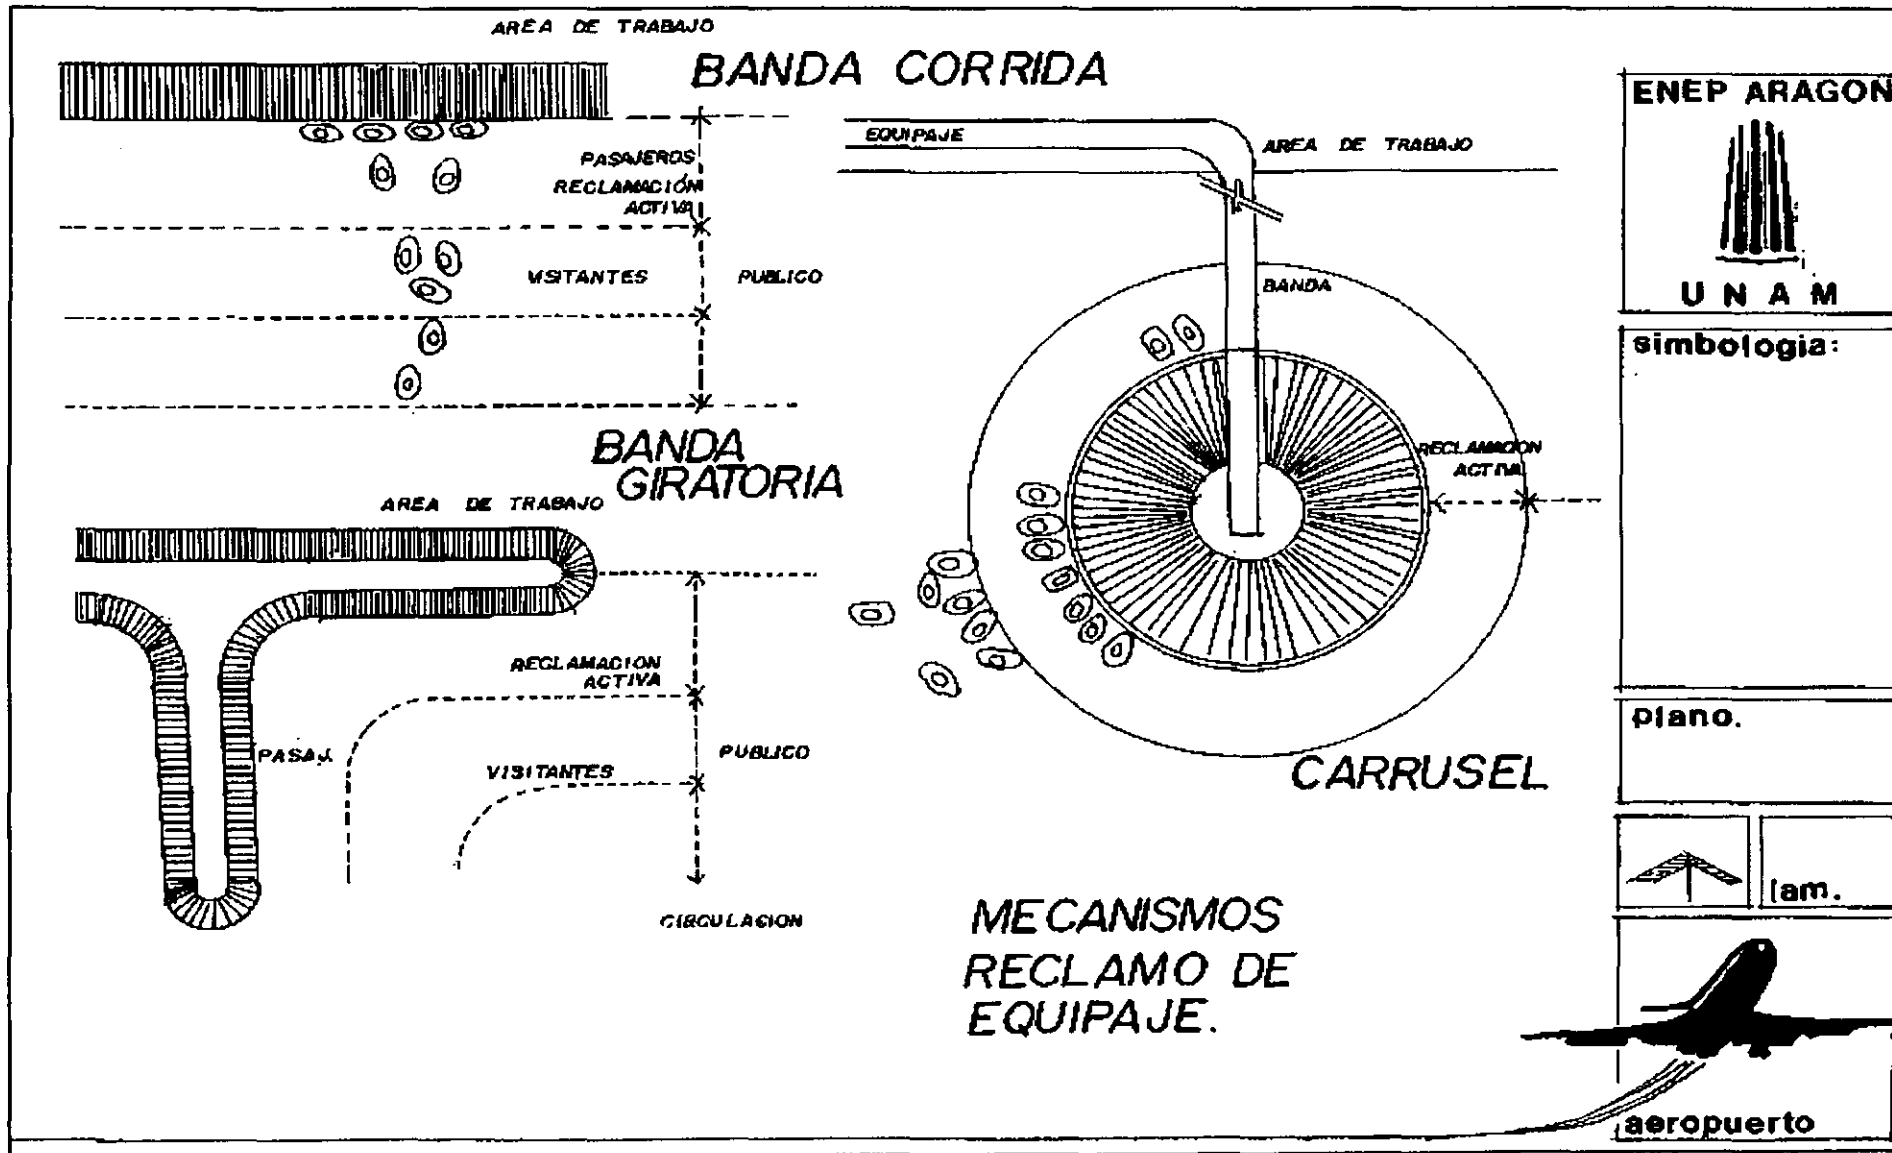 AREA DE TRABAJO
BANDA CORRIDA
PASAJEROS
RECLAMACIÓN
ACTIVA
VISITANTES
PUBLICO
EQUIPAJE
AREA DE TRABAJO
BANDA
RECLAMACION
ACTIVA
CARRUSEL
BANDA
GIRATORIA
AREA DE TRABAJO
RECLAMACION
ACTIVA
PASAJ.
VISITANTES
PUBLICO
CIRCULACION
MECANISMOS
RECLAMO DE
EQUIPAJE.
ENEP ARAGON
UNAM
simbologia:
plano.
lam.
aeropuerto